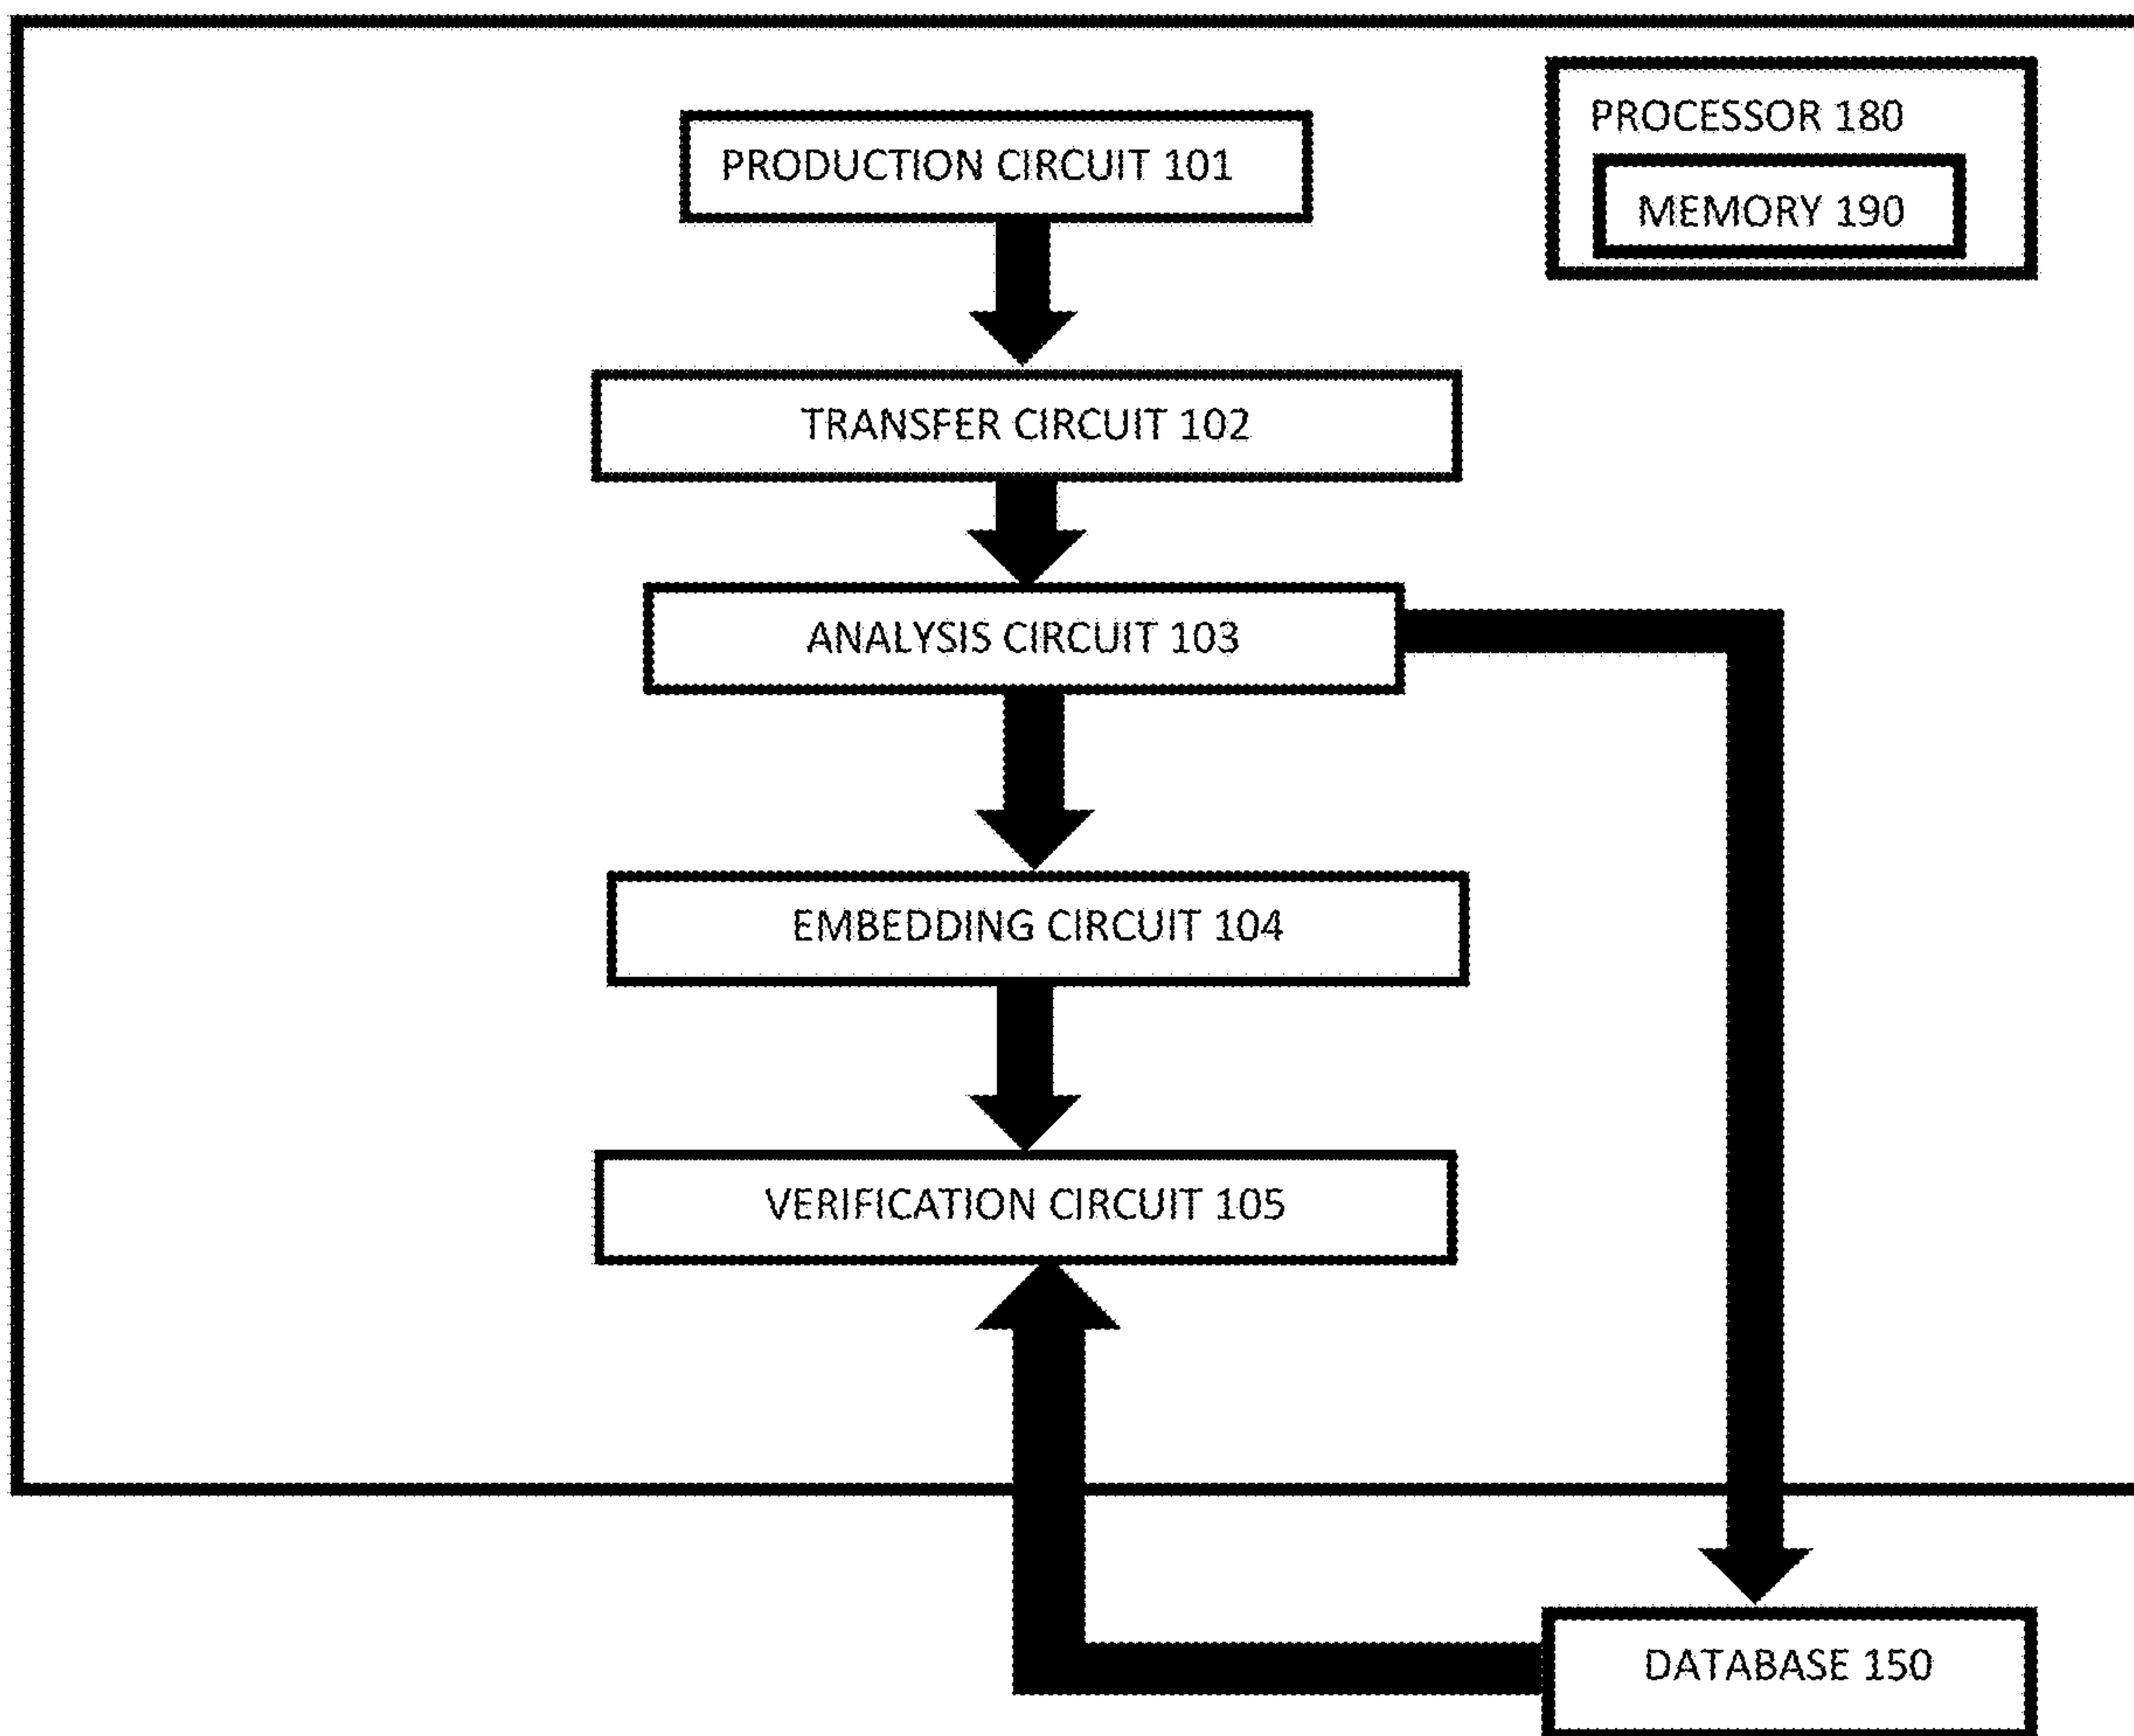 PROCESSOR 180
PRODUCTION CIRCUIT 101
MEMORY 190
TRANSFER CIRCUIT 102
ANALYSIS CIRCUIT 103
EMBEDDING CIRCUIT 104
VERIFICATION CIRCUIT 105
DATABASE 150